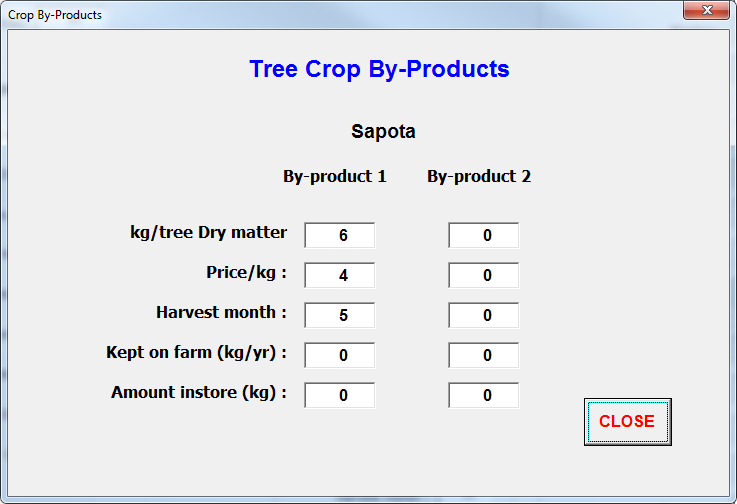 Crop By-Products
Tree Crop By-Products
Sapota
By-product 1 By-product 2
kg/tree Dry matter 6 0
Price/kg : 4 0
Harvest month : 5 0
Kept on farm (kg/yr) : 0 0
Amount instore (kg) : 0 0
CLOSE